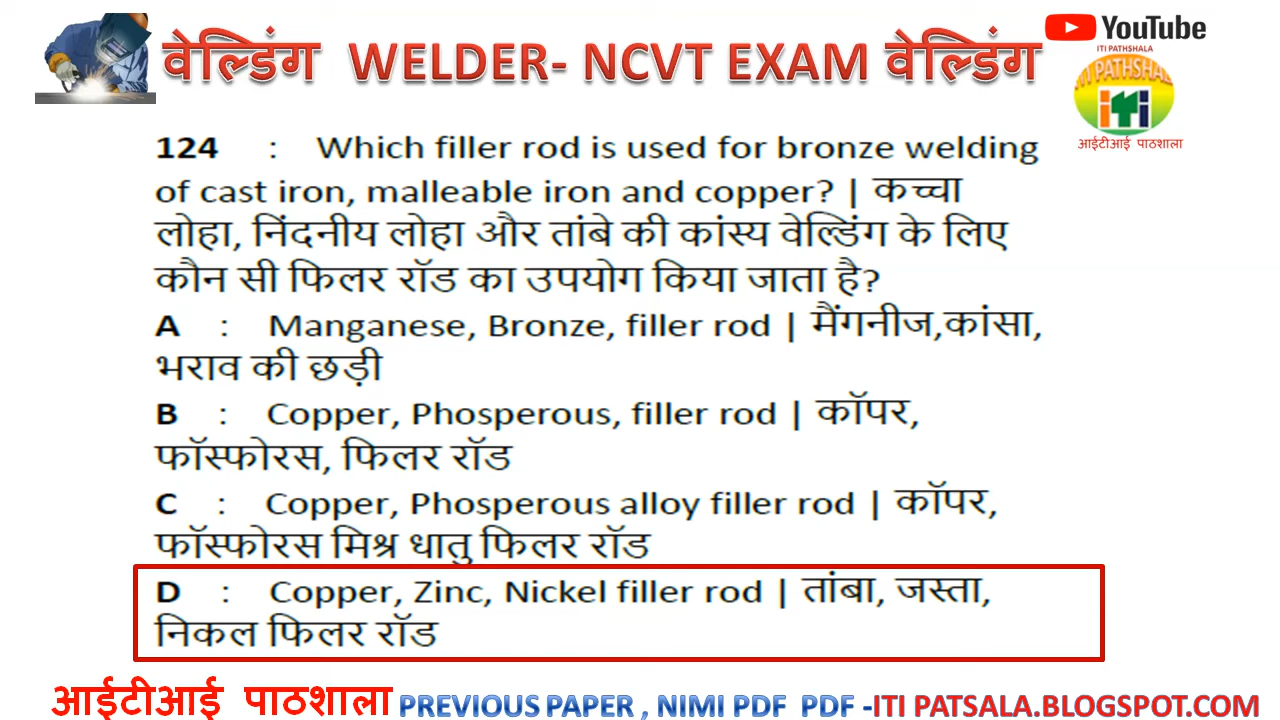 वेल्डिंग WELDER- NCVT EXAM वेल्डिंग
YouTube
ITI PATHSHALA
ITI PATHSHAL
iTi
आईटीआई पाठशाला
124 : Which filler rod is used for bronze welding
of cast iron, malleable iron and copper? | कच्चा
लोहा, निंदनीय लोहा और तांबे की कांस्य वेल्डिंग के लिए
कौन सी फिलर रॉड का उपयोग किया जाता है?
A : Manganese, Bronze, filler rod | मैंगनीज,कांसा,
भराव की छड़ी
B : Copper, Phosperous, filler rod | कॉपर,
फॉस्फोरस, फिलर रॉड
C : Copper, Phosperous alloy filler rod | कॉपर,
फॉस्फोरस मिश्र धातु फिलर रॉड
D : Copper, Zinc, Nickel filler rod | तांबा, जस्ता,
निकल फिलर रॉड
आईटीआई पाठशाला PREVIOUS PAPER , NIMI PDF PDF -ITI PATSALA.BLOGSPOT.COM